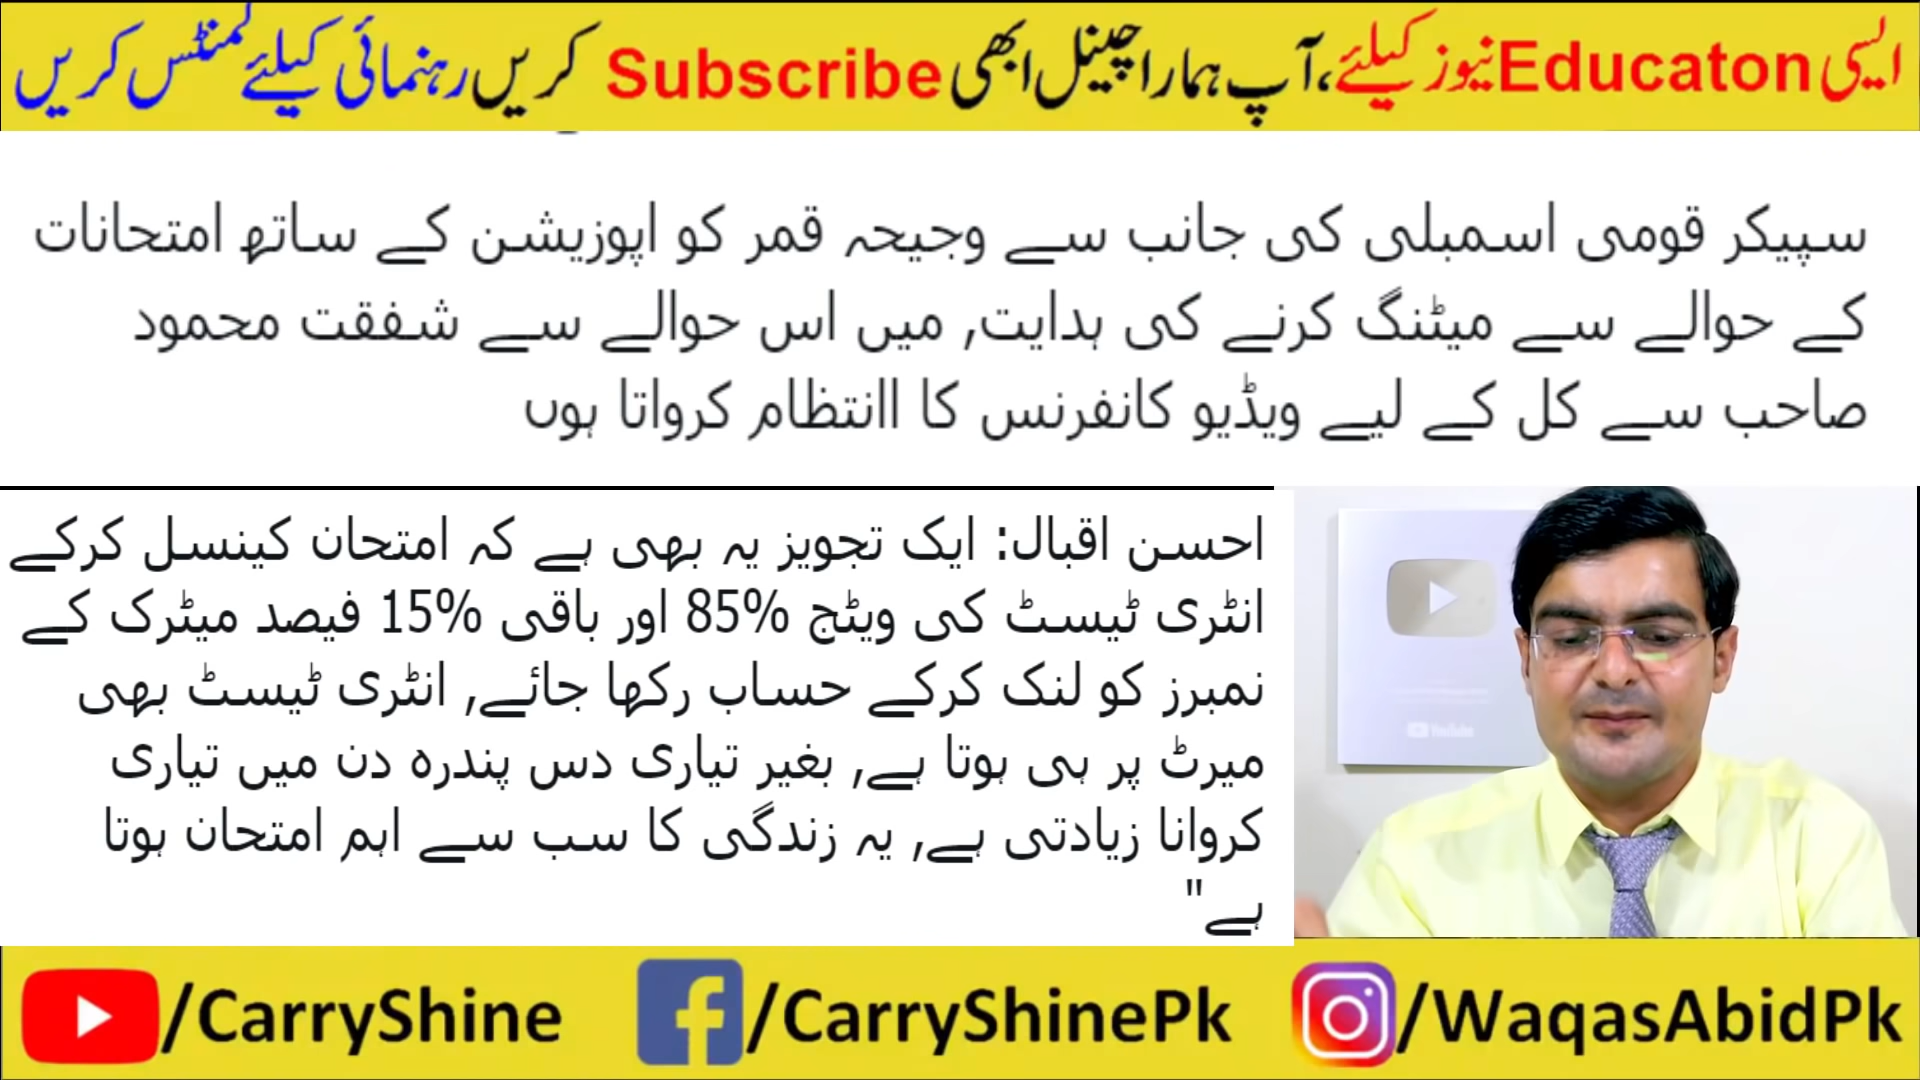 ایسی Educaton نیوز کیلئے، آپ ہمارا چینل ابھی Subscribe کریں رہنمائی کیلئے کمنٹس کریں
سپیکر قومی اسمبلی کی جانب سے وجیحہ قمر کو اپوزیشن کے ساتھ امتحانات
کے حوالے سے میٹنگ کرنے کی ہدایت, میں اس حوالے سے شفقت محمود
صاحب سے کل کے لیے ویڈیو کانفرنس کا اانتظام کرواتا ہوں
احسن اقبال: ایک تجویز یہ بھی ہے کہ امتحان کینسل کرکے
انٹری ٹیسٹ کی ویٹج 85% اور باقی 15% فیصد میٹرک کے
نمبرز کو لنک کرکے حساب رکھا جائے, انٹری ٹیسٹ بھی
میرٹ پر ہی ہوتا ہے, بغیر تیاری دس پندرہ دن میں تیاری
کروانا زیادتی ہے, یہ زندگی کا سب سے اہم امتحان ہوتا
ہے"
YouTube
/CarryShine /CarryShinePk /WaqasAbidPk